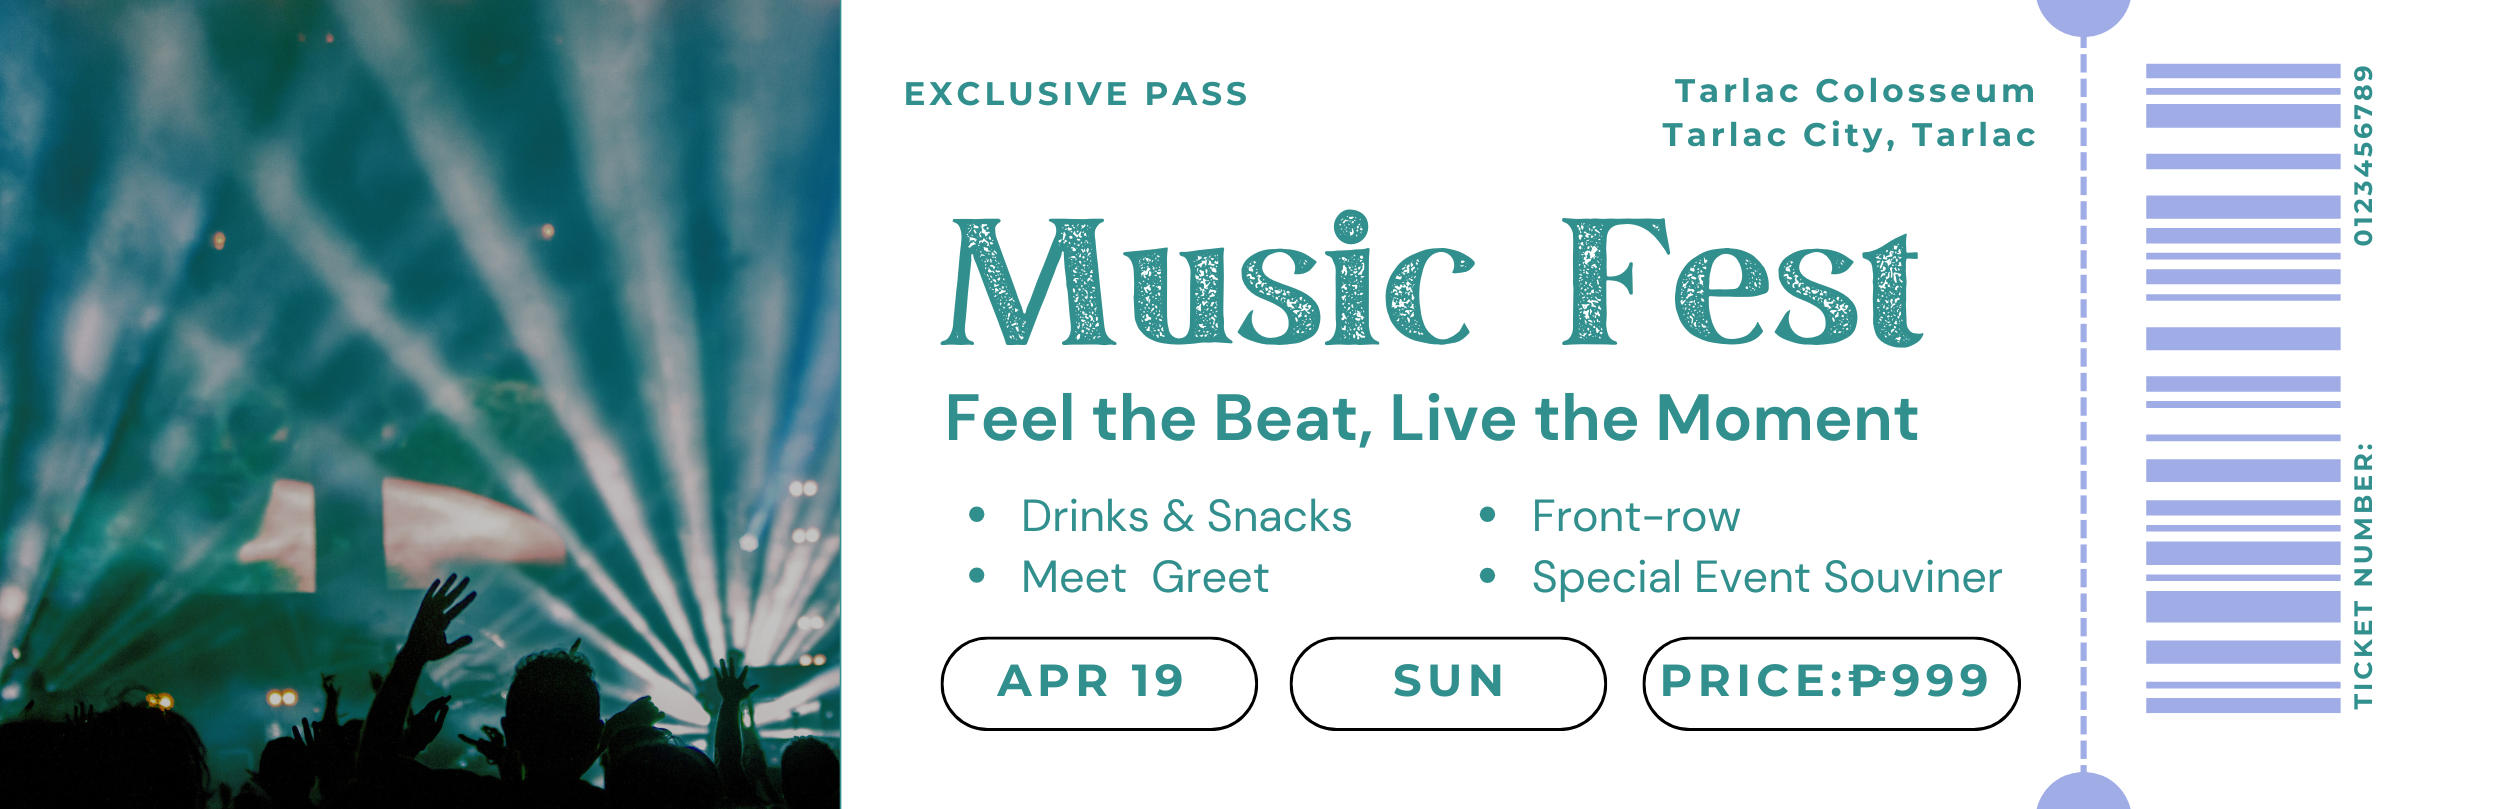 EXCLUSIVE PASS
Tarlac Colosseum
Tarlac City, Tarlac
Music Fest
Feel the Beat, Live the Moment
• Drinks & Snacks
• Meet  Greet
• Front-row
• Special Event Souviner
APR 19
SUN
PRICE:₱999
TICKET NUMBER:
0123456789